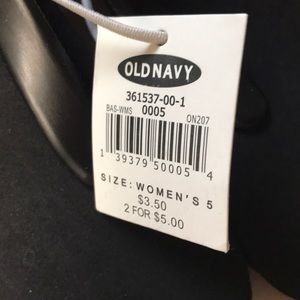 OLD NAVY
361537-00-1
BAS-WMS 0005 ON207
1 39379 50005 4
SIZE: WOMEN'S 5
$3.50
2 FOR $5.00